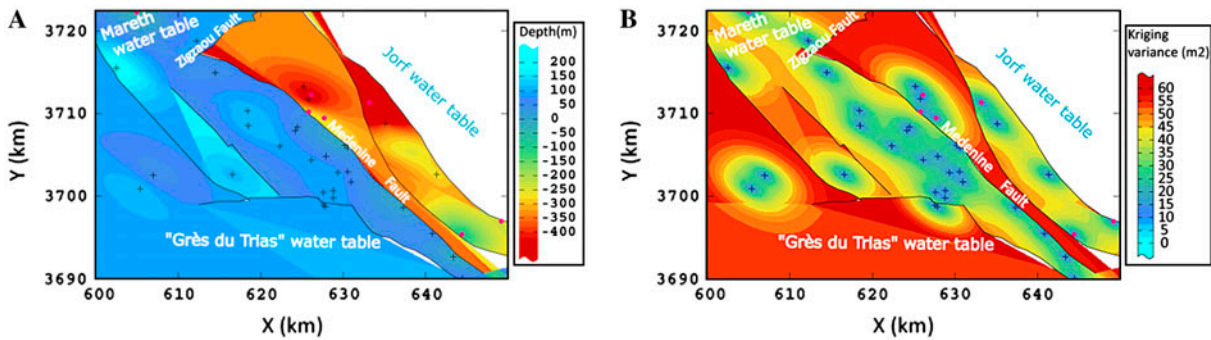 A
3720
3710
3700
3690
Y (km)
600
610
620
630
640
X (km)
Mareth
water table
Zigzaou Fault
Jorf water table
Medenine
Fault
"Grès du Trias" water table
Depth(m)
200
150
100
50
0
-50
-100
-150
-200
-250
-300
-350
-400
B
3720
3710
3700
3690
Y (km)
600
610
620
630
640
X (km)
Mareth
water table
Zigzaou Fault
Jorf water table
Medenine
Fault
"Grès du Trias" water table
Kriging
variance (m2)
60
55
50
45
40
35
30
25
20
15
10
5
0